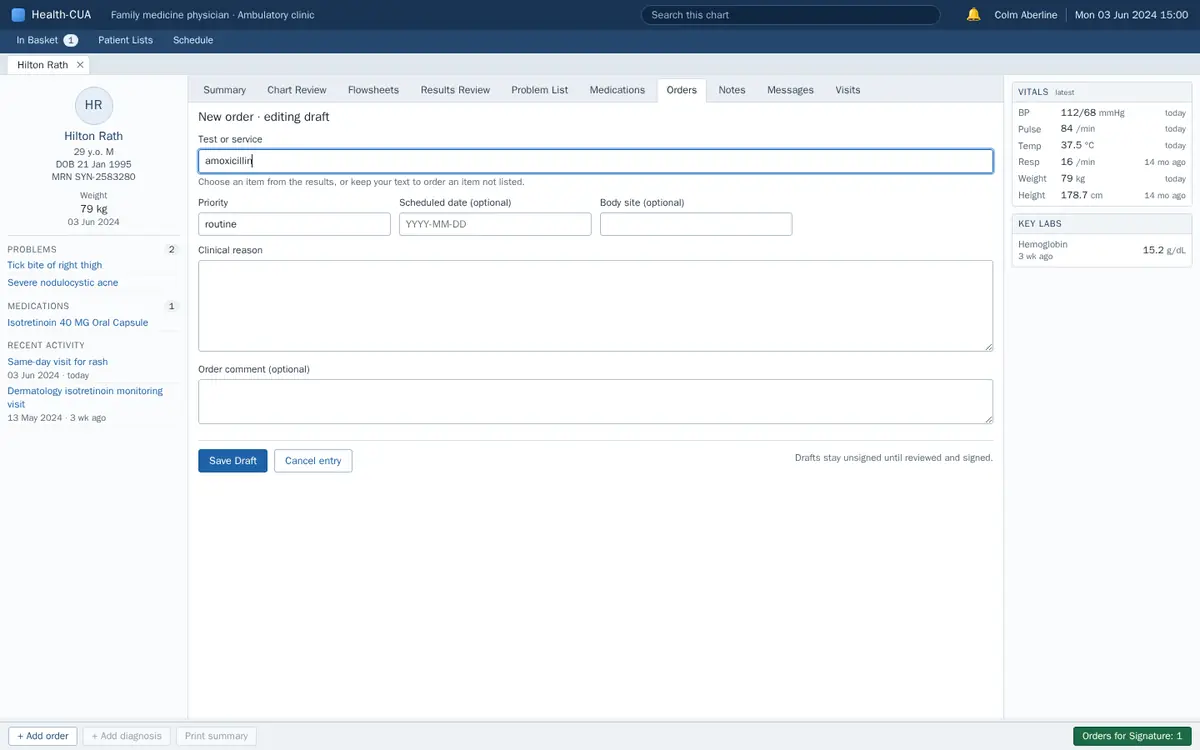 Health-CUA Family medicine physician · Ambulatory clinic Search this chart Colm Aberline Mon 03 Jun 2024 15:00
In Basket 1 Patient Lists Schedule
Hilton Rath ✕
HR
Hilton Rath
29 y.o. M
DOB 21 Jan 1995
MRN SYN-2583280
Weight
79 kg
03 Jun 2024
PROBLEMS 2
Tick bite of right thigh
Severe nodulocystic acne
MEDICATIONS 1
Isotretinoin 40 MG Oral Capsule
RECENT ACTIVITY
Same-day visit for rash
03 Jun 2024 · today
Dermatology isotretinoin monitoring
visit
13 May 2024 · 3 wk ago
Summary Chart Review Flowsheets Results Review Problem List Medications Orders Notes Messages Visits
New order · editing draft
Test or service
amoxicillin
Choose an item from the results, or keep your text to order an item not listed.
Priority Scheduled date (optional) Body site (optional)
routine YYYY-MM-DD
Clinical reason
Order comment (optional)
Save Draft Cancel entry Drafts stay unsigned until reviewed and signed.
VITALS latest
BP 112/68 mmHg today
Pulse 84 /min today
Temp 37.5 °C today
Resp 16 /min 14 mo ago
Weight 79 kg today
Height 178.7 cm 14 mo ago
KEY LABS
Hemoglobin 15.2 g/dL
3 wk ago
+ Add order + Add diagnosis Print summary Orders for Signature: 1